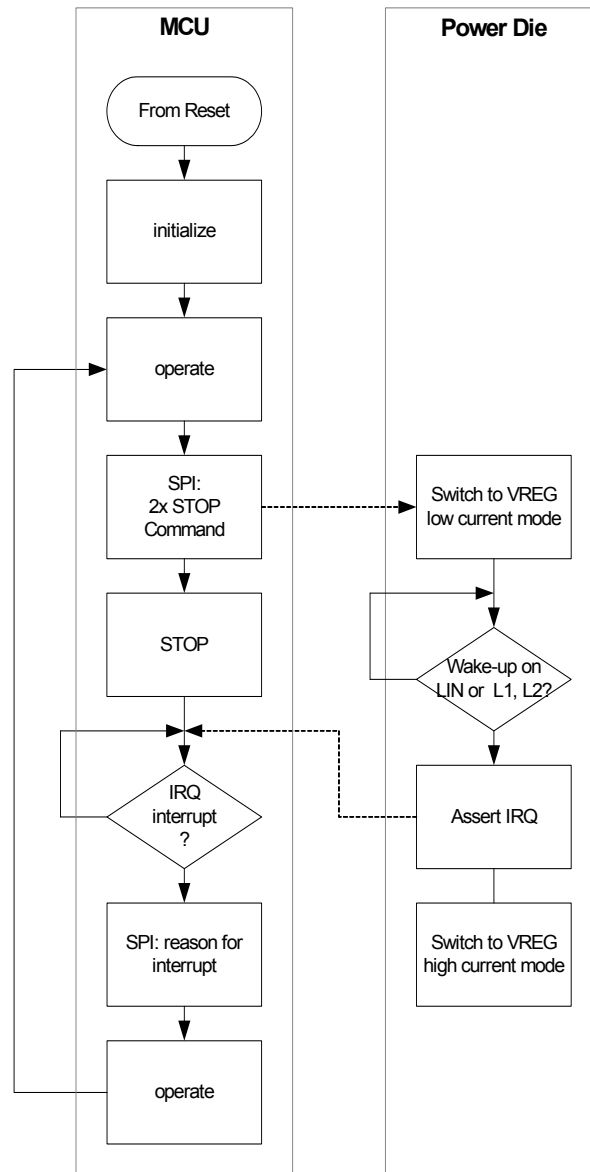 MCU
From Reset
initialize
operate
SPI:
2x STOP
Command
STOP
IRQ
interrupt
?
SPI: reason for
interrupt
operate
Power Die
Switch to VREG
low current mode
Wake-up on
LIN or L1, L2?
Assert IRQ
Switch to VREG
high current mode